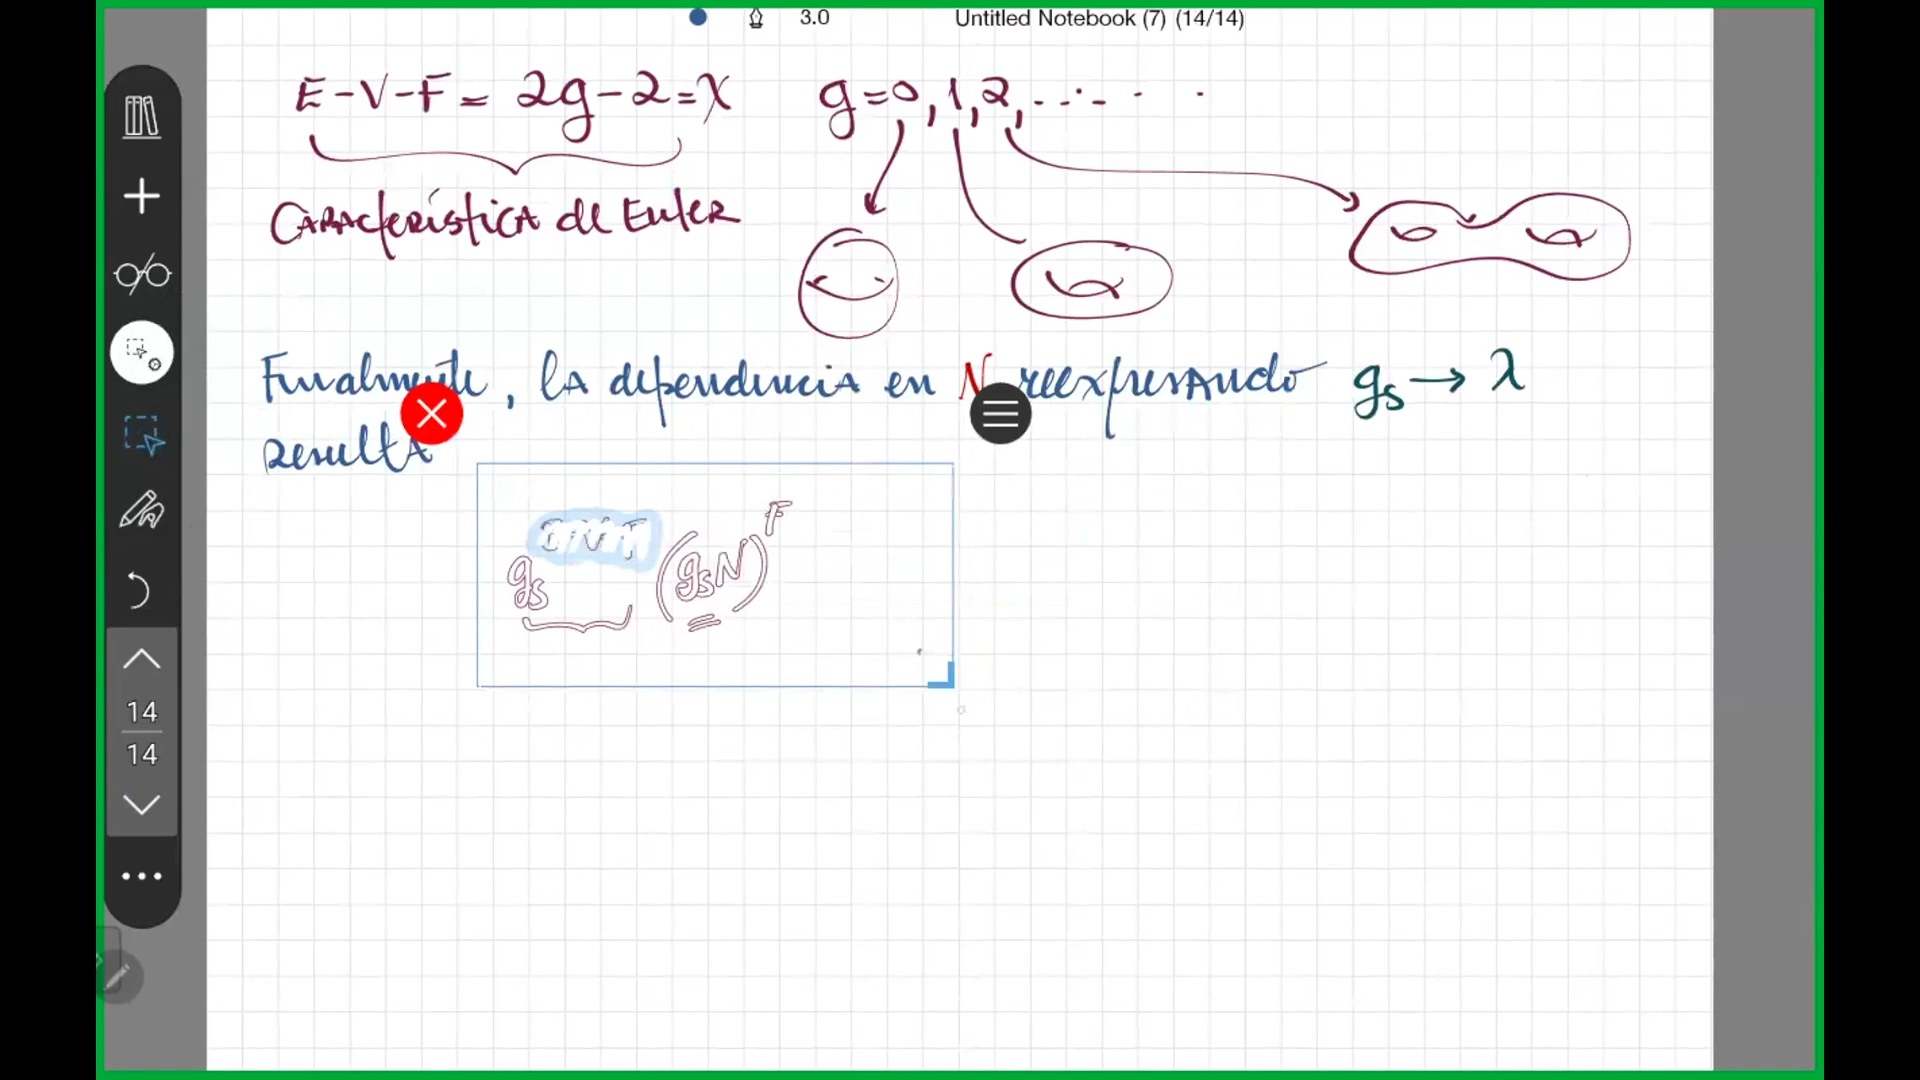 3.0 Untitled Notebook (7) (14/14)
E-V-F = 2g-2 = χ g=0,1,2,.......
Característica de Euler
Finalmente, la dependencia en N reexpresando gs → λ
resulta
gs (gsN)^F
14
14